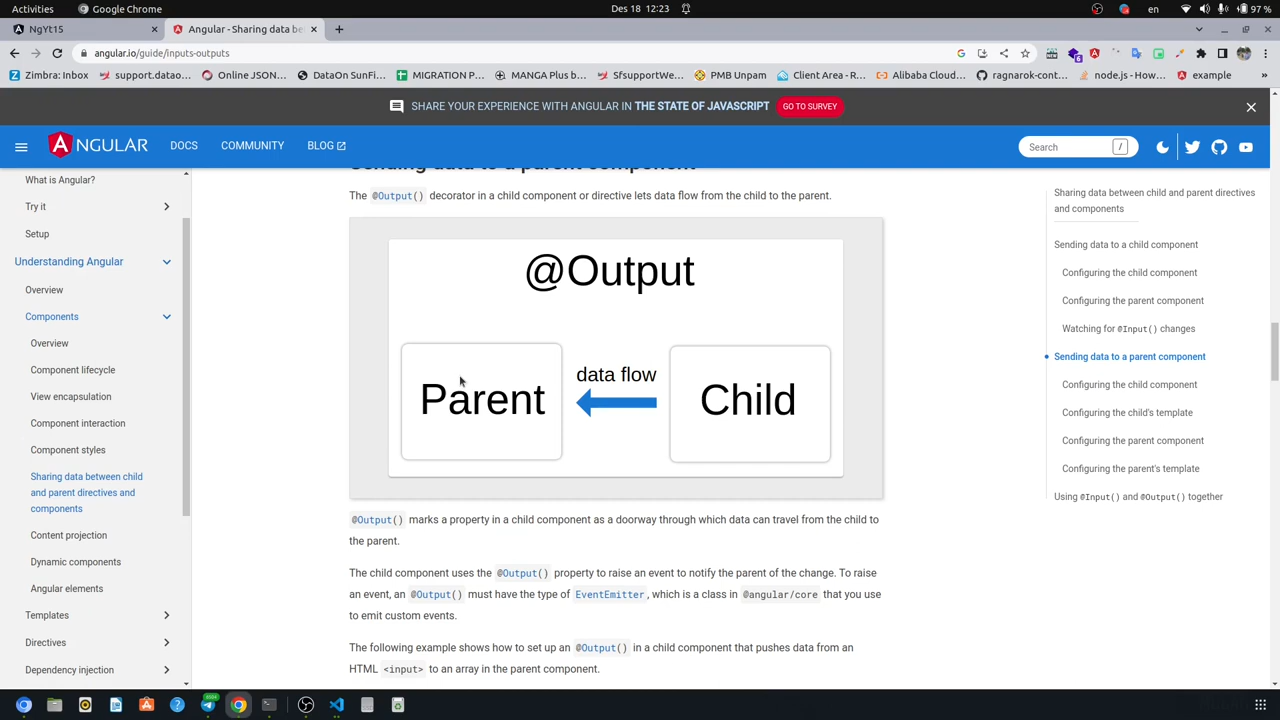 Activities
Google Chrome
Des 18 12:23
en
97 %
NgYt15
Angular - Sharing data be
angular.io/guide/inputs-outputs
Zimbra: Inbox
support.datao...
Online JSON...
DataOn SunFi...
MIGRATION P...
MANGA Plus b...
SfsupportWe...
PMB Unpam
Client Area - R...
Alibaba Cloud...
ragnarok-cont...
node.js - How...
example
SHARE YOUR EXPERIENCE WITH ANGULAR IN THE STATE OF JAVASCRIPT
GO TO SURVEY
ANGULAR
DOCS
COMMUNITY
BLOG
Search
/
What is Angular?
Try it
Setup
Understanding Angular
Overview
Components
Overview
Component lifecycle
View encapsulation
Component interaction
Component styles
Sharing data between child
and parent directives and
components
Content projection
Dynamic components
Angular elements
Templates
Directives
Dependency injection
Sending data to a parent component
The @Output() decorator in a child component or directive lets data flow from the child to the parent.
@Output
Parent
data flow
Child
@Output() marks a property in a child component as a doorway through which data can travel from the child to
the parent.
The child component uses the @Output() property to raise an event to notify the parent of the change. To raise
an event, an @Output() must have the type of EventEmitter, which is a class in @angular/core that you use
to emit custom events.
The following example shows how to set up an @Output() in a child component that pushes data from an
HTML <input> to an array in the parent component.
Sharing data between child and parent directives
and components
Sending data to a child component
Configuring the child component
Configuring the parent component
Watching for @Input() changes
Sending data to a parent component
Configuring the child component
Configuring the child's template
Configuring the parent component
Configuring the parent's template
Using @Input() and @Output() together